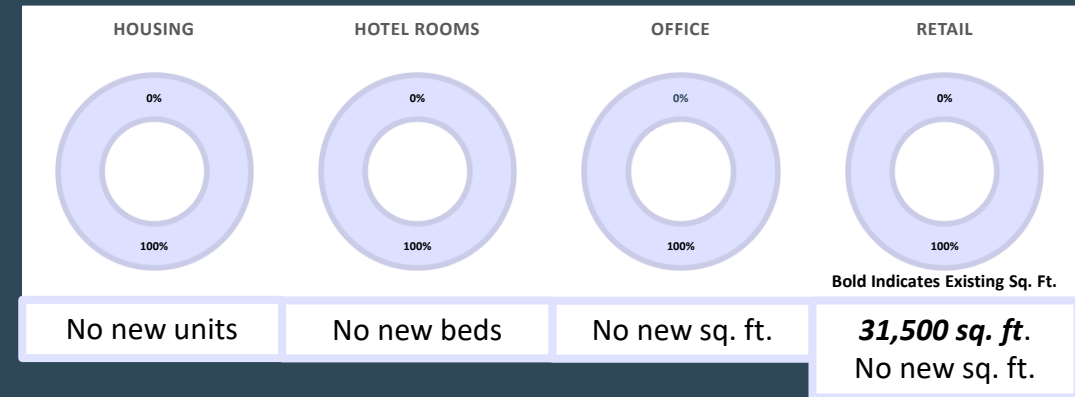 HOUSING
HOTEL ROOMS
OFFICE
RETAIL
0%
0%
0%
0%
100%
100%
100%
100%
Bold Indicates Existing Sq. Ft.
No new units
No new beds
No new sq. ft.
31,500 sq. ft.
No new sq. ft.